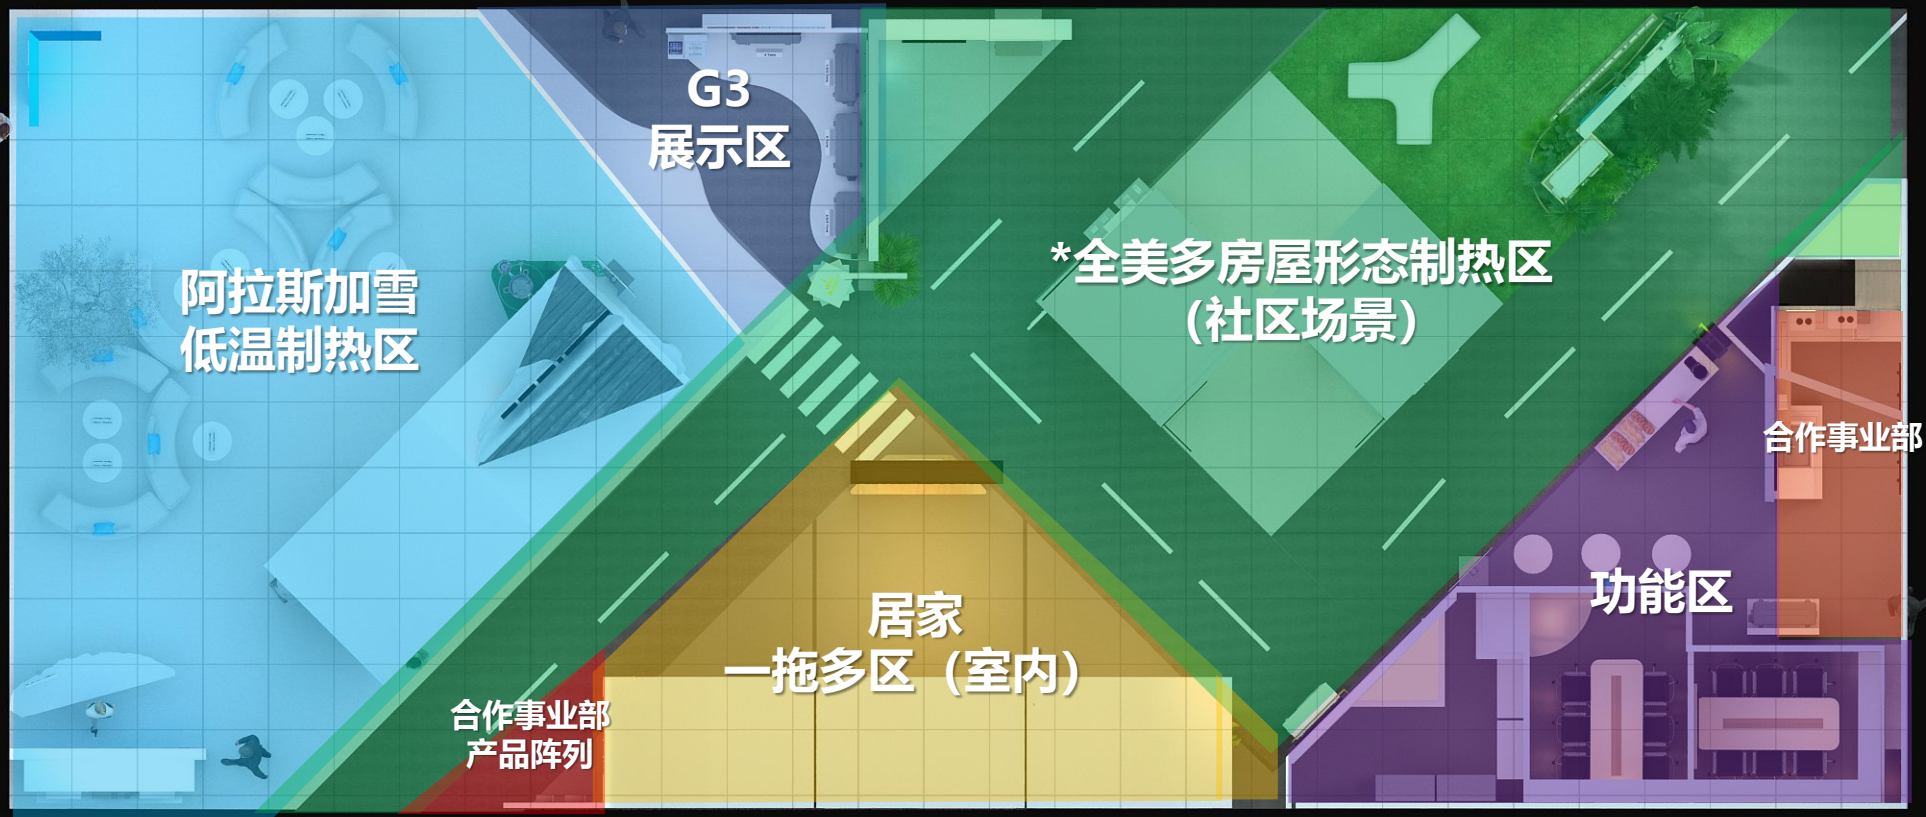 G3
展示区
阿拉斯加雪
低温制热区
*全美多房屋形态制热区
（社区场景）
合作事业部
功能区
居家
一拖多区（室内）
合作事业部
产品阵列